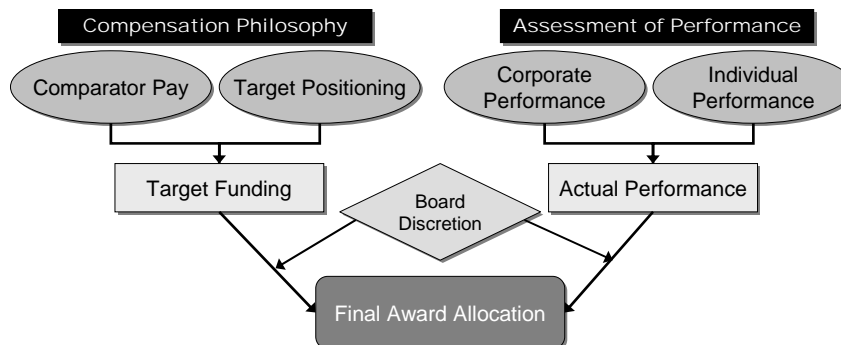 Compensation Philosophy
Assessment of Performance
Comparator Pay
Target Positioning
Corporate
Performance
Individual
Performance
Target Funding
Board
Discretion
Actual Performance
Final Award Allocation